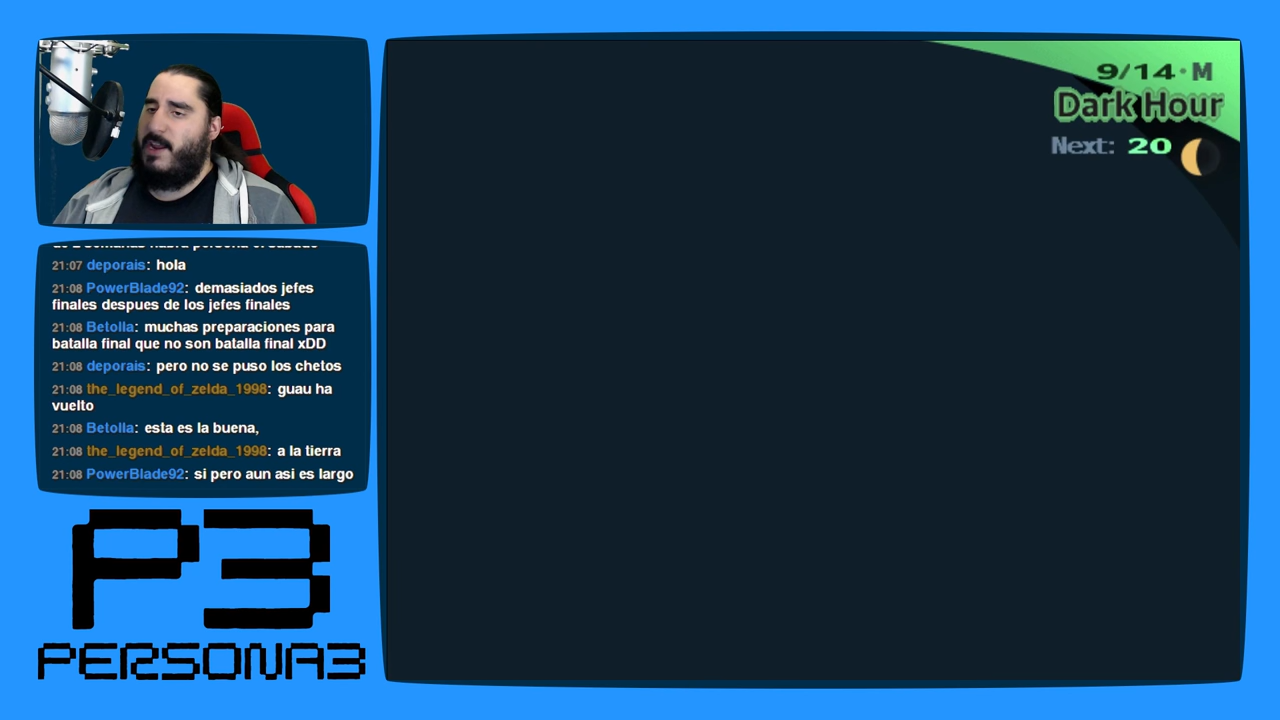 9/14·M
Dark Hour
Next: 20
21:07 deporais: hola
21:08 PowerBlade92: demasiados jefes
finales despues de los jefes finales
21:08 Betolla: muchas preparaciones para
batalla final que no son batalla final xDD
21:08 deporais: pero no se puso los chetos
21:08 the_legend_of_zelda_1998: guau ha
vuelto
21:08 Betolla: esta es la buena,
21:08 the_legend_of_zelda_1998: a la tierra
21:08 PowerBlade92: si pero aun asi es largo
P3
PERSONA3